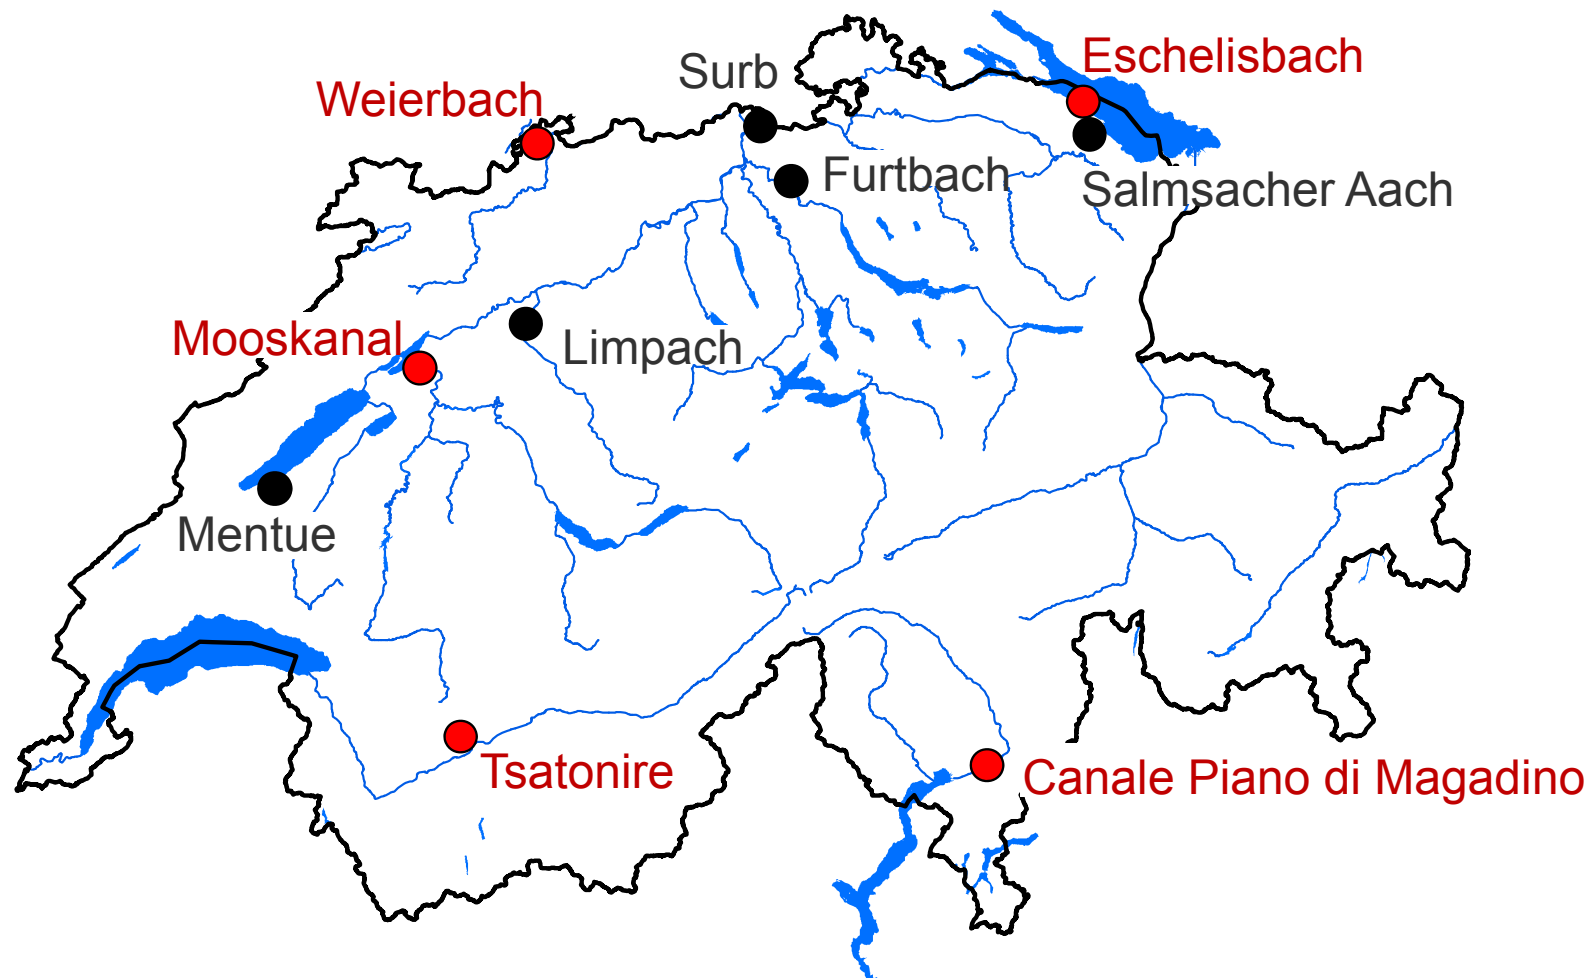 Eschelisbach
Surb
Weierbach
Furtbach
Salmsacher Aach
Mooskanal
Limpach
Mentue
Tsatonire
Canale Piano di Magadino